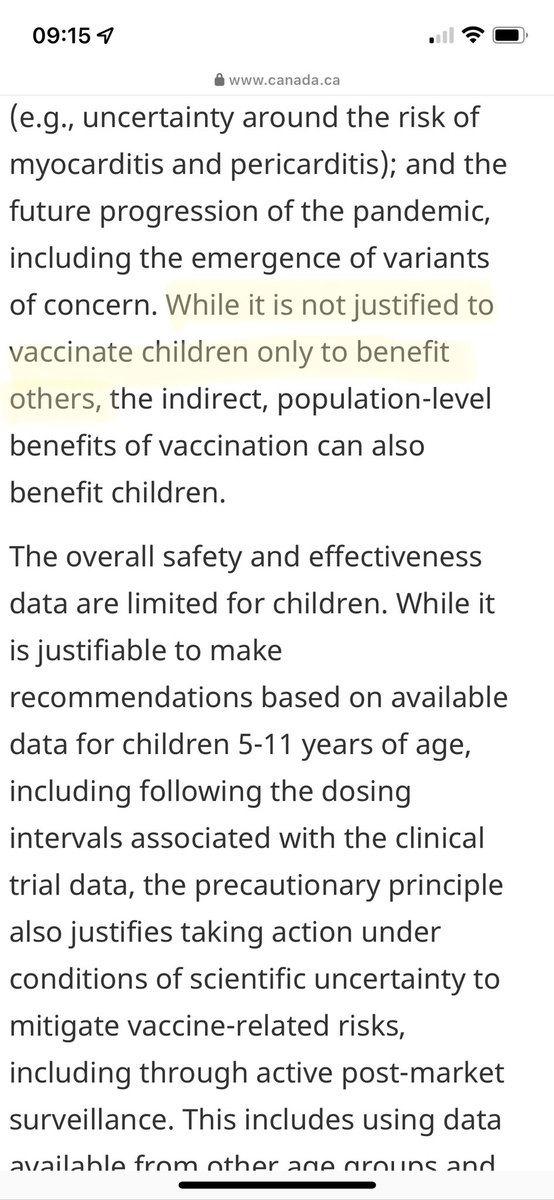 09:15
www.canada.ca
(e.g., uncertainty around the risk of
myocarditis and pericarditis); and the
future progression of the pandemic,
including the emergence of variants
of concern. While it is not justified to
vaccinate children only to benefit
others, the indirect, population-level
benefits of vaccination can also
benefit children.
The overall safety and effectiveness
data are limited for children. While it
is justifiable to make
recommendations based on available
data for children 5-11 years of age,
including following the dosing
intervals associated with the clinical
trial data, the precautionary principle
also justifies taking action under
conditions of scientific uncertainty to
mitigate vaccine-related risks,
including through active post-market
surveillance. This includes using data
available from other age groups and